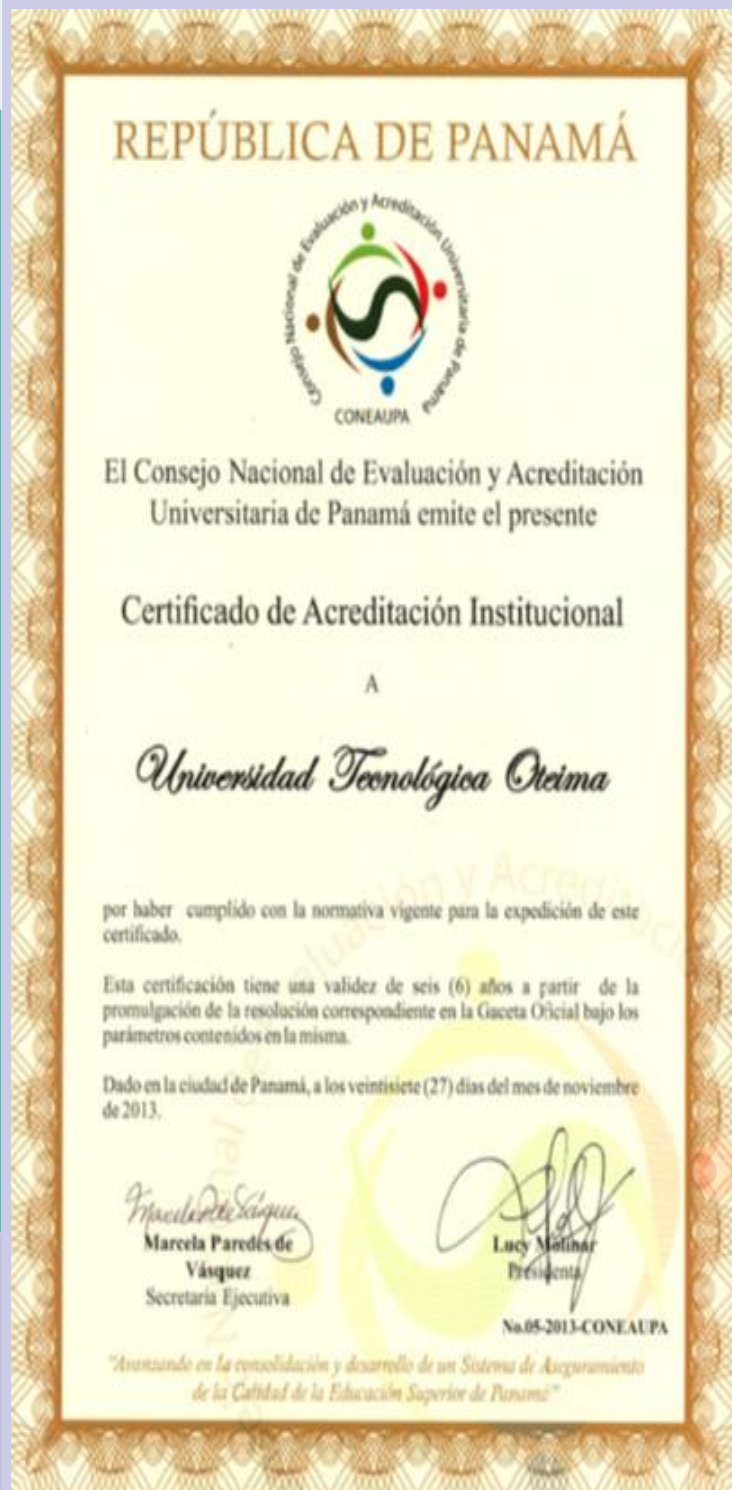 REPÚBLICA DE PANAMÁ
Consejo Nacional de Evaluación y Acreditación Universitaria de Panamá
CONEAUPA
El Consejo Nacional de Evaluación y Acreditación
Universitaria de Panamá emite el presente
Certificado de Acreditación Institucional
A
Universidad Tecnológica Oteima
por haber cumplido con la normativa vigente para la expedición de este
certificado.
Esta certificación tiene una validez de seis (6) años a partir de la
promulgación de la resolución correspondiente en la Gaceta Oficial bajo los
parámetros contenidos en la misma.
Dado en la ciudad de Panamá, a los veintisiete (27) días del mes de noviembre
de 2013.
Marcela Paredes de
Vásquez
Secretaria Ejecutiva
Lucy Molinar
Presidenta
No.05-2013-CONEAUPA
"Avanzando en la consolidación y desarrollo de un Sistema de Aseguramiento
de la Calidad de la Educación Superior de Panamá"